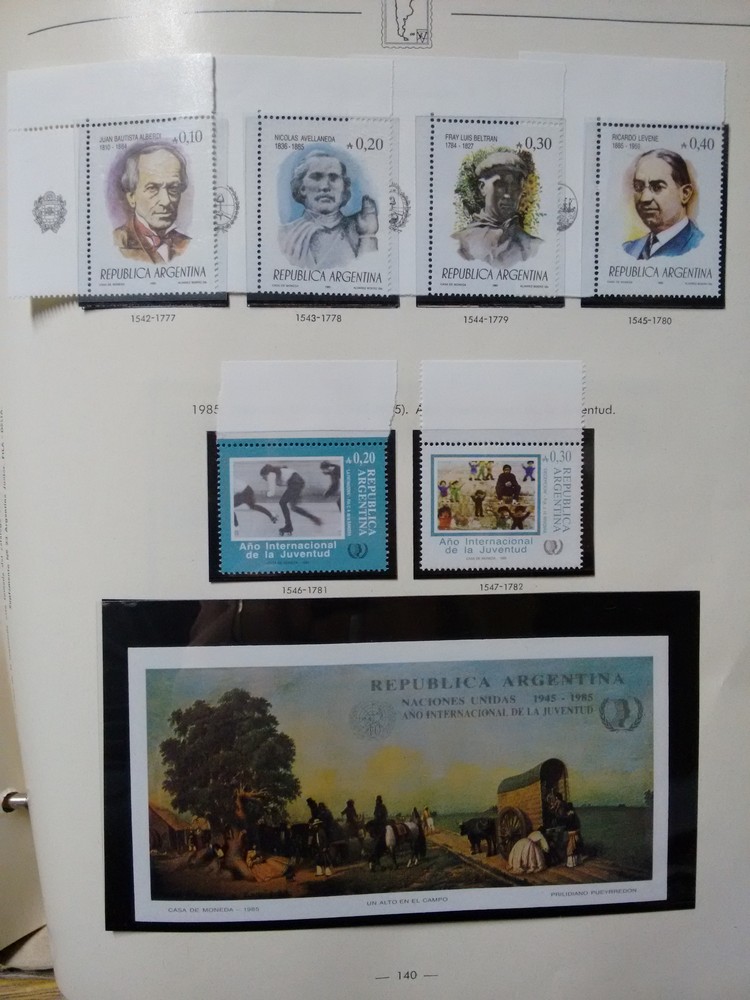 JUAN BAUTISTA ALBERDI
1810 - 1884
₳0,10
REPUBLICA ARGENTINA
NICOLAS AVELLANEDA
1836 - 1885
₳0,20
REPUBLICA ARGENTINA
FRAY LUIS BELTRAN
1784 - 1827
₳0,30
REPUBLICA ARGENTINA
RICARDO LEVENE
₳0,40
REPUBLICA ARGENTINA
1542-1777
1543-1778
1544-1779
1545-1780
1985
5). A
entud.
₳0,20
REPUBLICA
ARGENTINA
Año Internacional
de la Juventud
₳0,30
REPUBLICA
ARGENTINA
Año Internacional
de la Juventud
1546-1781
1547-1782
REPUBLICA ARGENTINA
NACIONES UNIDAS 1945 - 1985
AÑO INTERNACIONAL DE LA JUVENTUD
CASA DE MONEDA - 1985
UN ALTO EN EL CAMPO
PRILIDIANO PUEYRREDON
— 140 —